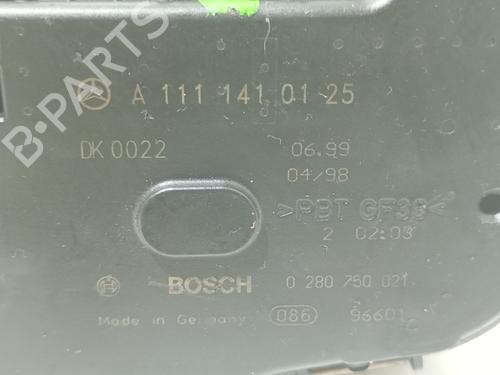 B-PARTS
A 111 141 01 25
DK 0022
06.99
04/98
>PBT GF36<
2 02:03
BOSCH
0 280 750 021
Made in Germany
086
96601